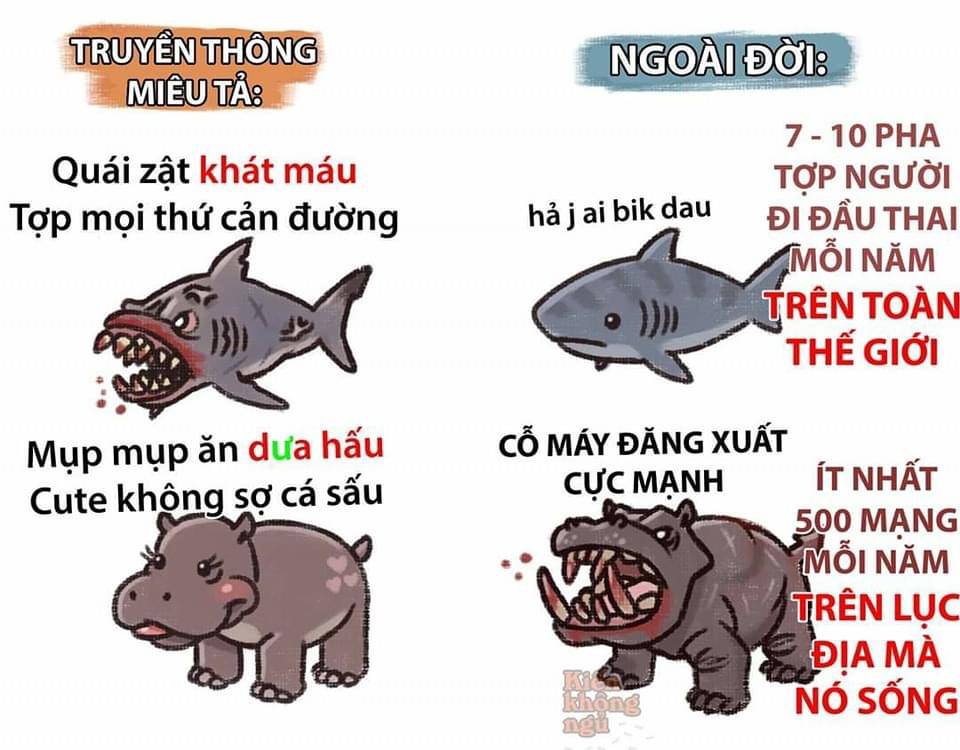 TRUYỀN THÔNG
MIÊU TẢ:
NGOÀI ĐỜI:
Quái zật khát máu
Tợp mọi thứ cản đường
hả j ai bik dau
7 - 10 PHA
TỢP NGƯỜI
ĐI ĐẦU THAI
MỖI NĂM
TRÊN TOÀN
THẾ GIỚI
Mụp mụp ăn dưa hấu
Cute không sợ cá sấu
CỖ MÁY ĐĂNG XUẤT
CỰC MẠNH
ÍT NHẤT
500 MẠNG
MỖI NĂM
TRÊN LỤC
ĐỊA MÀ
NÓ SỐNG
Kiến
không
ngủ